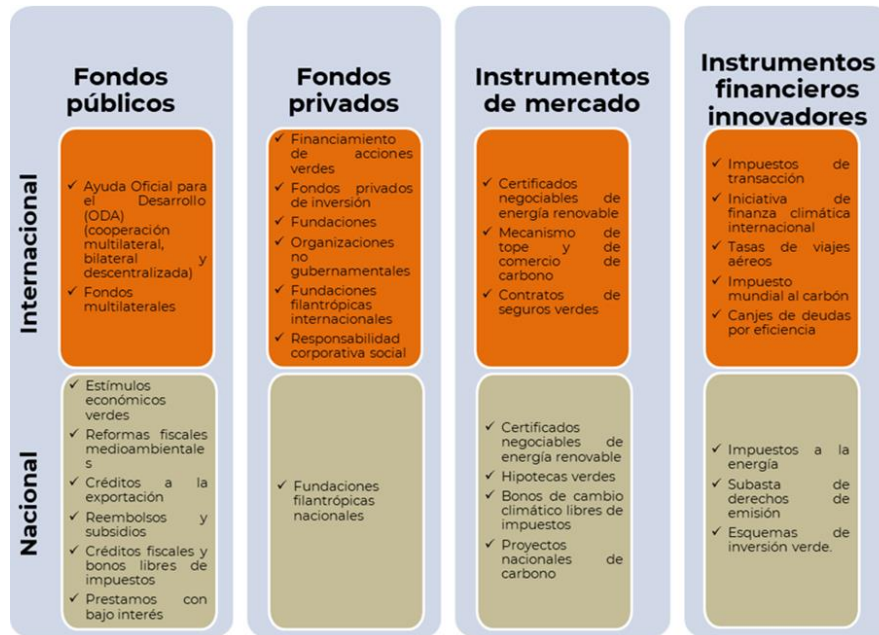 Fondos
públicos
Fondos
privados
Instrumentos
de mercado
Instrumentos
financieros
innovadores
Internacional
✓ Ayuda Oficial para
el Desarrollo
(ODA)
(cooperación
multilateral,
bilateral y
descentralizada)
✓ Fondos
multilaterales
✓ Financiamiento
de acciones
verdes
✓ Fondos privados
de inversión
✓ Fundaciones
✓ Organizaciones
no
gubernamentales
✓ Fundaciones
filantrópicas
internacionales
✓ Responsabilidad
corporativa social
✓ Certificados
negociables de
energía renovable
✓ Mecanismo de
tope y de
comercio de
carbono
✓ Contratos de
seguros verdes
✓ Impuestos de
transacción
✓ Iniciativa de
finanza climática
internacional
✓ Tasas de viajes
aéreos
✓ Impuesto
mundial al carbón
✓ Canjes de deudas
por eficiencia
Nacional
✓ Estímulos
económicos
verdes
✓ Reformas fiscales
medioambientale
s
✓ Créditos a la
exportación
✓ Reembolsos y
subsidios
✓ Créditos fiscales y
bonos libres de
impuestos
✓ Prestamos con
bajo interés
✓ Fundaciones
filantrópicas
nacionales
✓ Certificados
negociables de
energía renovable
✓ Hipotecas verdes
✓ Bonos de cambio
climático libres de
impuestos
✓ Proyectos
nacionales de
carbono
✓ Impuestos a la
energía
✓ Subasta de
derechos de
emisión
✓ Esquemas de
inversión verde.